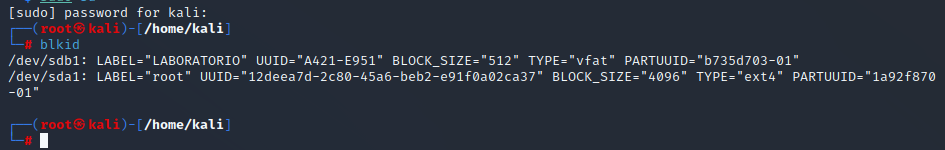 [sudo] password for kali:
┌──(root㉿kali)-[/home/kali]
└─# blkid
/dev/sdb1: LABEL="LABORATORIO" UUID="A421-E951" BLOCK_SIZE="512" TYPE="vfat" PARTUUID="b735d703-01"
/dev/sda1: LABEL="root" UUID="12deea7d-2c80-45a6-beb2-e91f0a02ca37" BLOCK_SIZE="4096" TYPE="ext4" PARTUUID="1a92f870
-01"
┌──(root㉿kali)-[/home/kali]
└─#